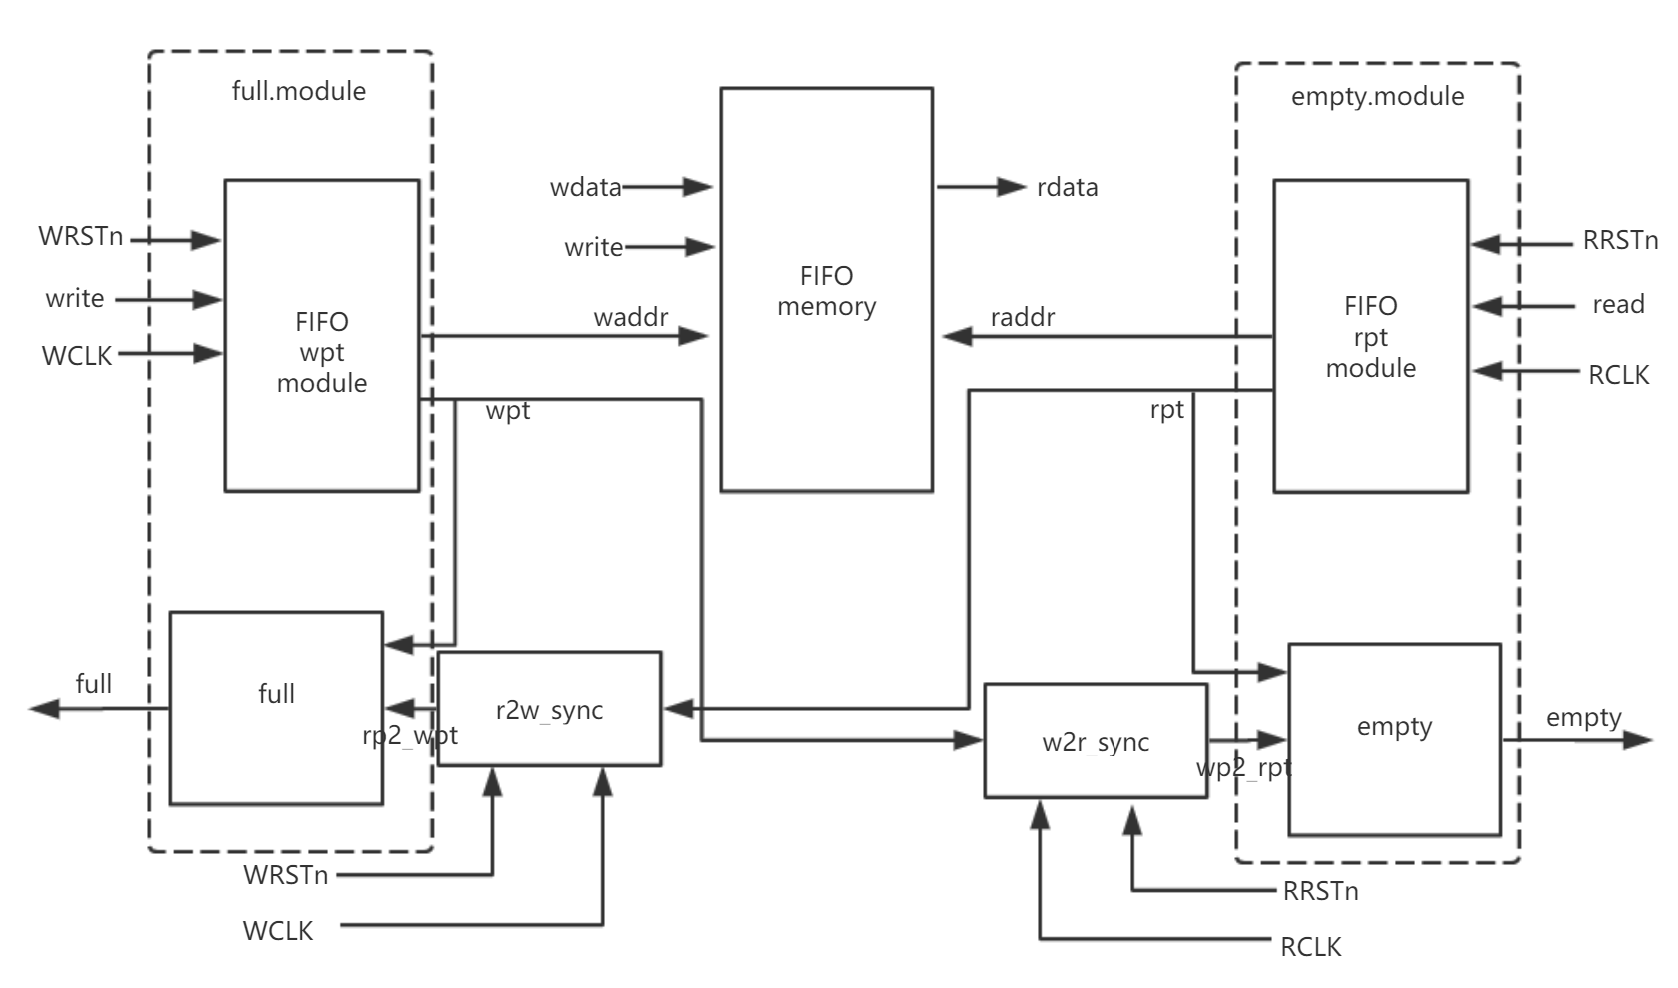 full.module
empty.module
wdata
rdata
WRSTn
write
RRSTn
write
FIFO
memory
read
waddr
raddr
FIFO
wpt
module
FIFO
rpt
module
WCLK
RCLK
wpt
rpt
full
full
r2w_sync
rp2_wpt
w2r_sync
wp2_rpt
empty
empty
WRSTn
WCLK
RRSTn
RCLK